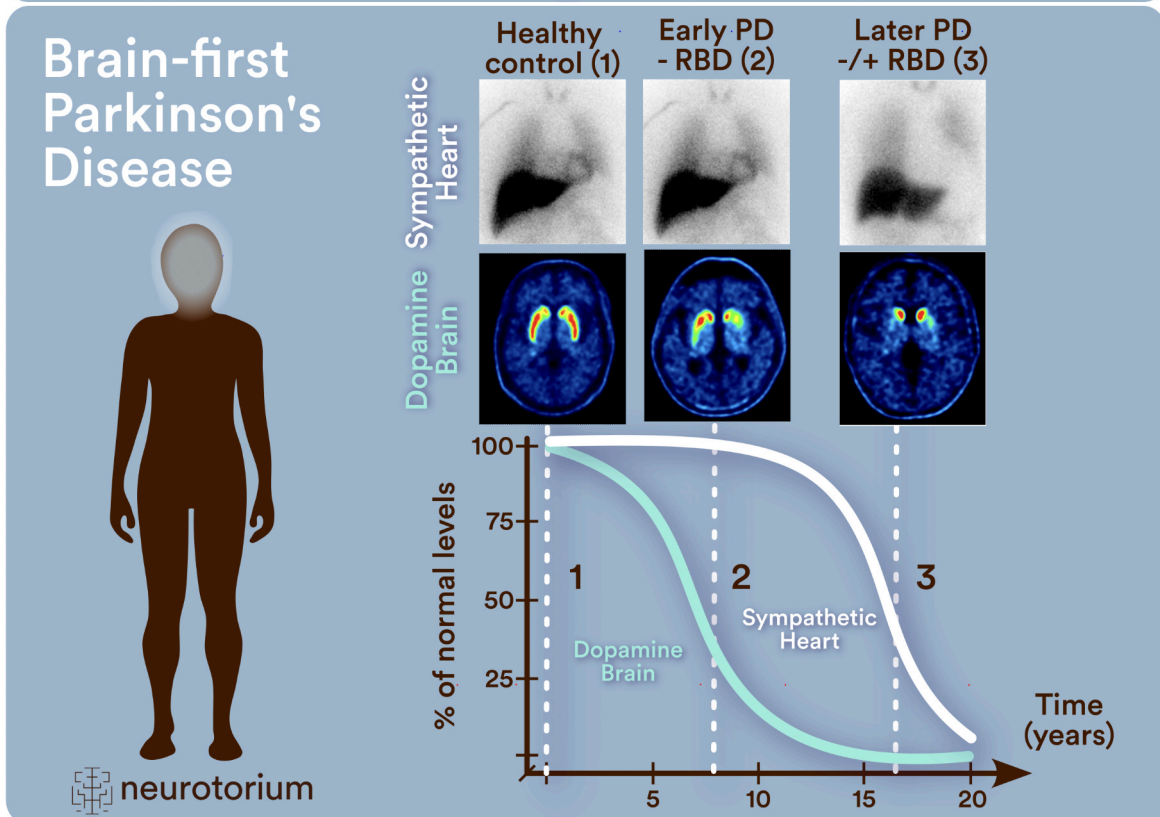 Brain-first
Parkinson's
Disease
Healthy
control (1)
Early PD
- RBD (2)
Later PD
-/+ RBD (3)
Sympathetic
Heart
Dopamine
Brain
% of normal levels
100
75
50
25
1
2
3
Sympathetic
Heart
Dopamine
Brain
5
10
15
20
Time
(years)
neurotorium